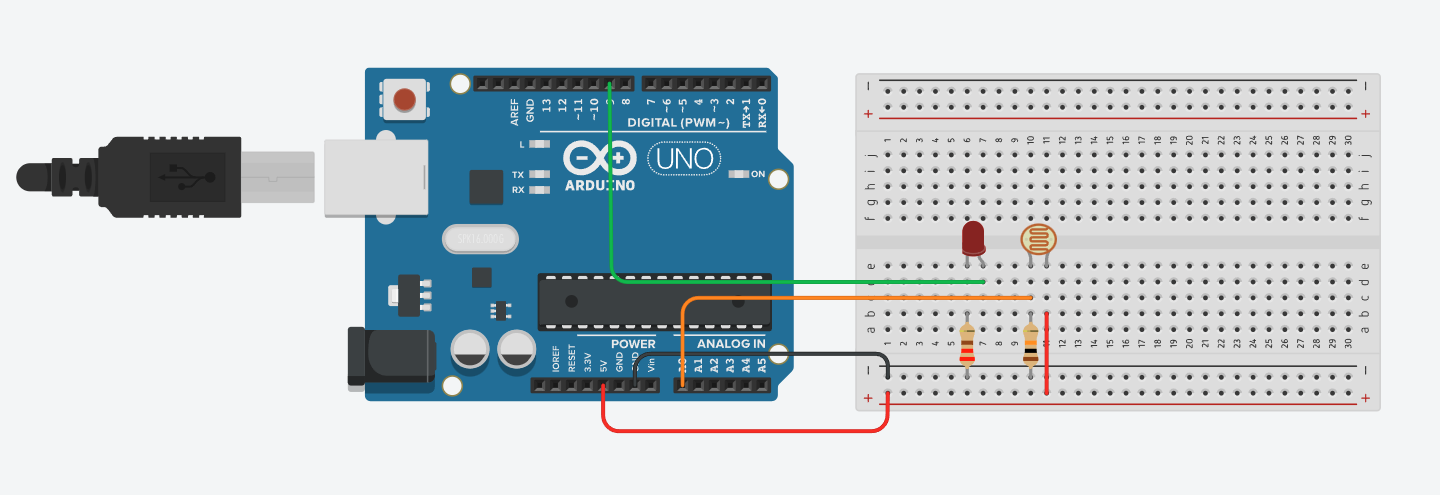 AREF
GND
13
12
~11
~10
9
8
7
~6
~5
4
~3
2
TX→1
RX←0
DIGITAL (PWM~)
L
TX
RX
ARDUINO
UNO
ON
POWER
ANALOG IN
IOREF
RESET
3.3V
5V
GND
Vin
A1
A2
A3
A4
A5
− −
+ +
1 2 3 4 5 6 7 8 9 10 11 12 13 14 15 16 17 18 19 20 21 22 23 24 25 26 27 28 29 30
j j
i i
h h
g g
f f
e e
d
c c
b b
a a
1 2 3 4 5 6 7 8 9 10 11 12 13 14 15 16 17 18 19 20 21 22 23 24 25 26 27 28 29 30
− −
+ +